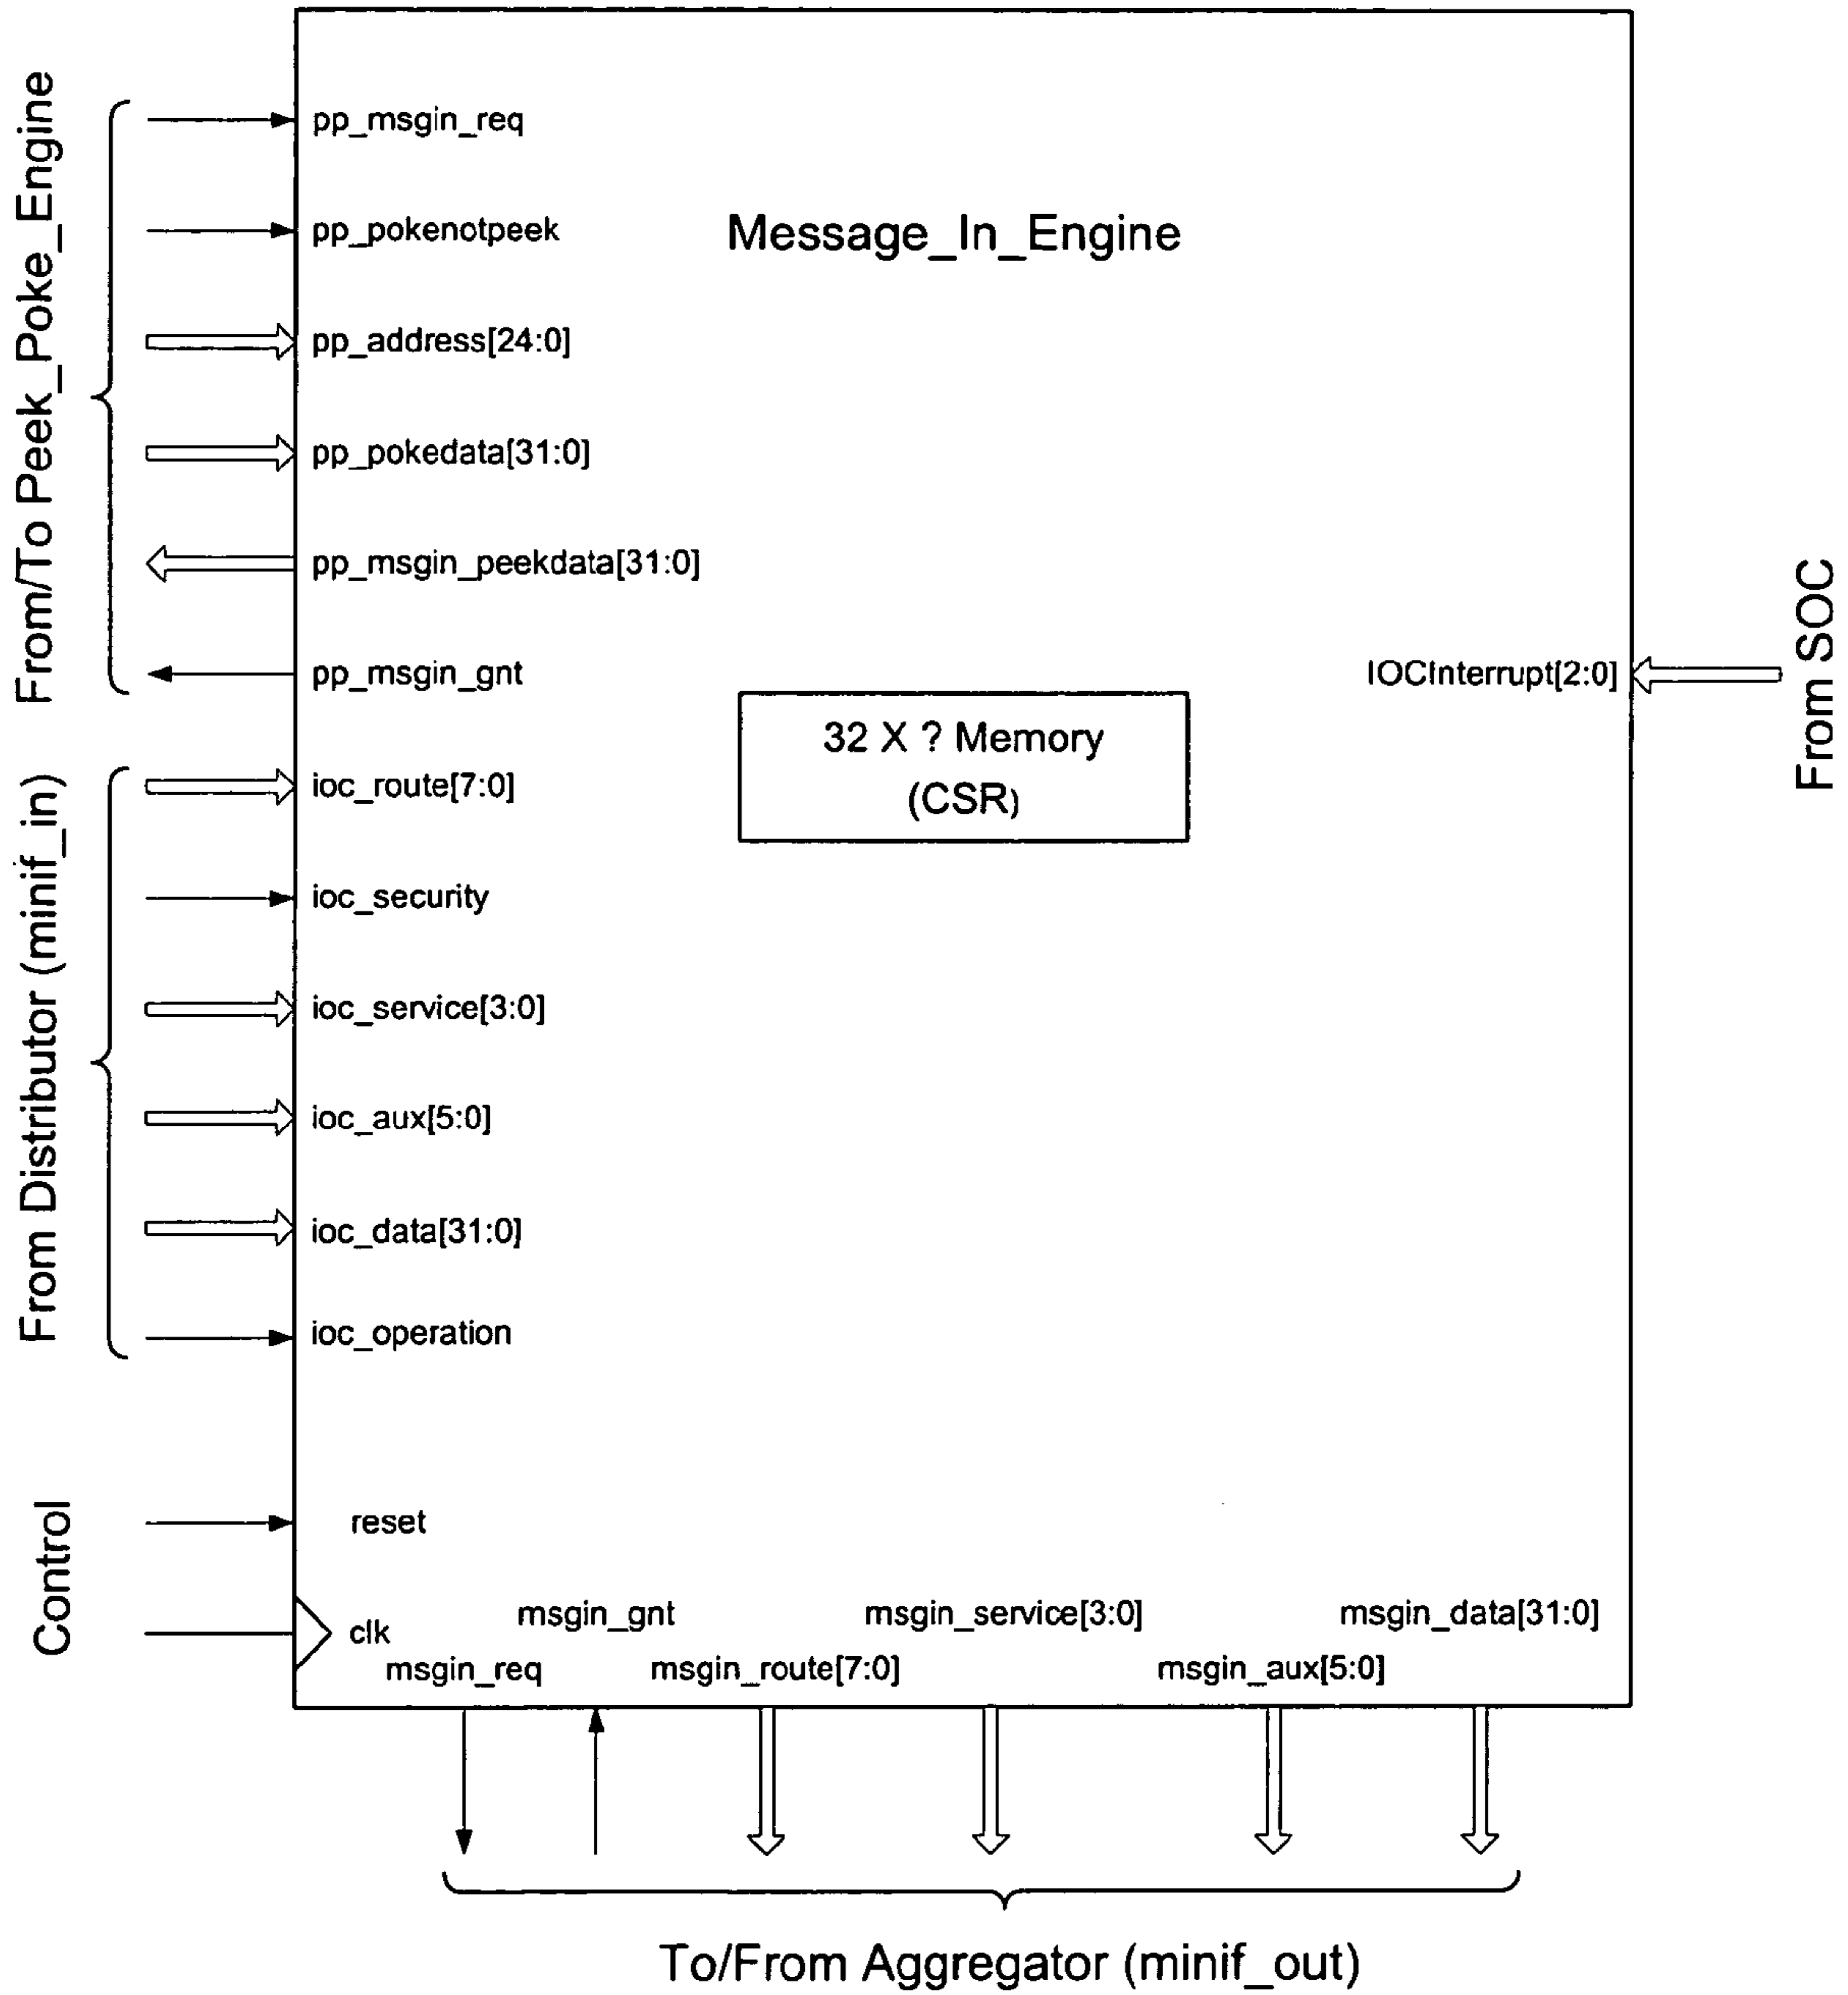 From/To Peek_Poke_Engine
pp_msgin_req
pp_pokenotpeek
Message_In_Engine
pp_address[24:0]
pp_pokedata[31:0]
pp_msgin_peekdata[31:0]
pp_msgin_gnt
IOCInterrupt[2:0]
From SOC
32 X ? Memory
(CSR)
From Distributor (minif_in)
ioc_route[7:0]
ioc_security
ioc_service[3:0]
ioc_aux[5:0]
ioc_data[31:0]
ioc_operation
Control
reset
clk
msgin_gnt
msgin_service[3:0]
msgin_data[31:0]
msgin_req
msgin_route[7:0]
msgin_aux[5:0]
To/From Aggregator (minif_out)